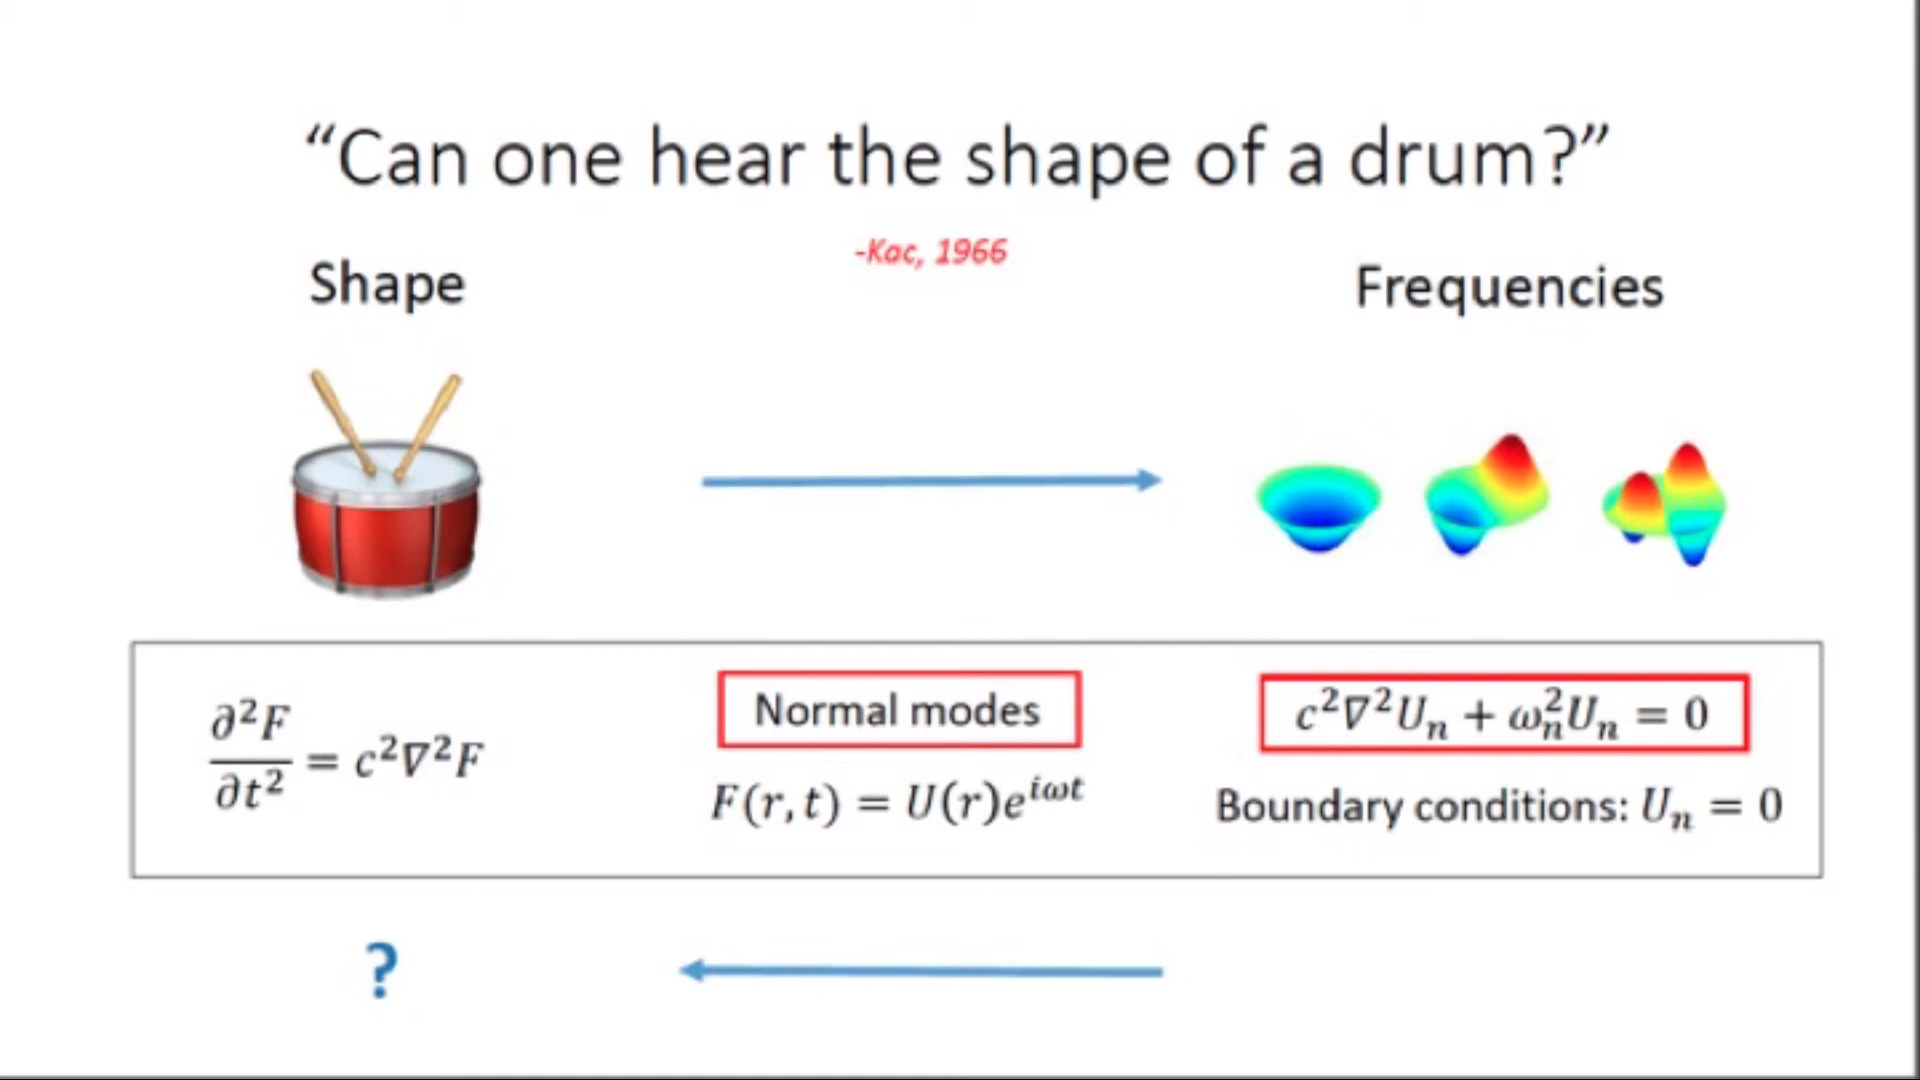 “Can one hear the shape of a drum?”
-Kac, 1966
Shape
Frequencies
∂²F/∂t² = c²∇²F
Normal modes
F(r, t) = U(r)e^{iωt}
c²∇²Uₙ + ωₙ²Uₙ = 0
Boundary conditions: Uₙ = 0
?